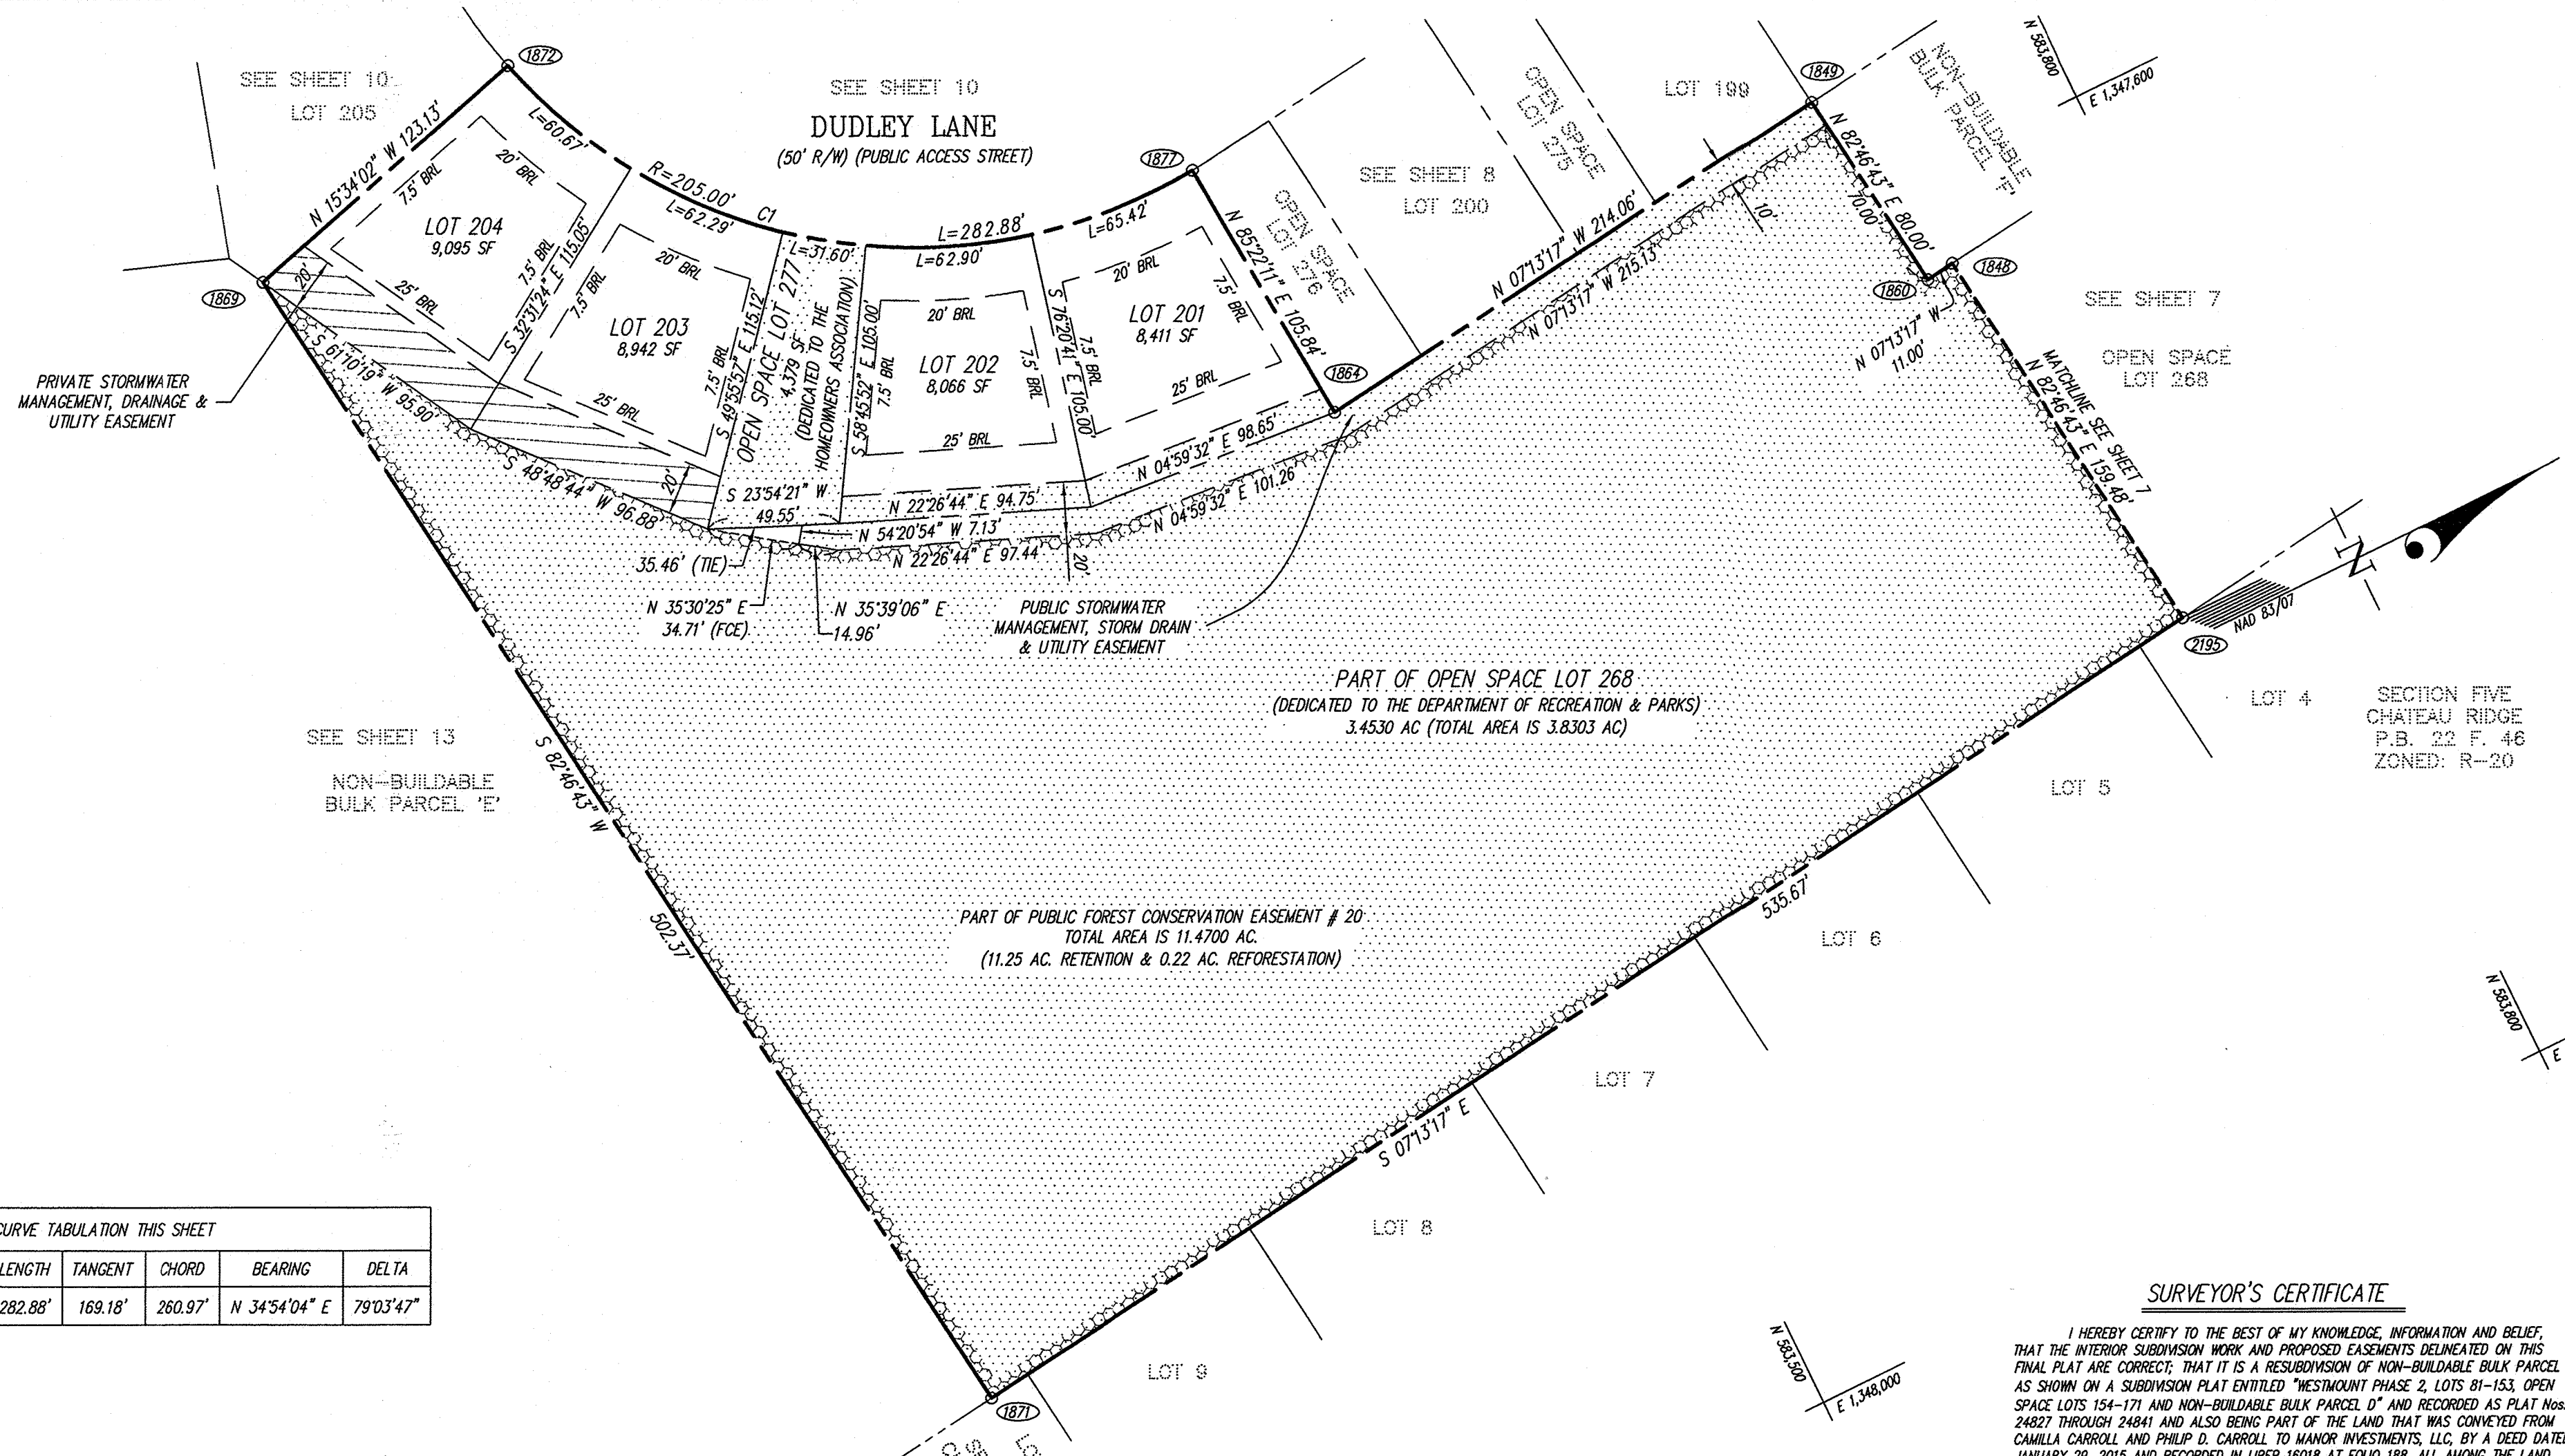 1872
SEE SHEET 10
LOT 205
SEE SHEET 10
DUDLEY LANE
(50' R/W) (PUBLIC ACCESS STREET)
N 15°34'02" W 123.13'
L=60.67'
R=205.00'
L=62.29'
C1
L=31.60'
L=282.88'
L=62.90'
L=65.42'
1877
1849
1869
1864
1860
1848
2195
1871
7.5' BRL
20' BRL
LOT 204
9,095 SF
25' BRL
7.5' BRL
S 32°31'24" E 115.05'
7.5' BRL
20' BRL
LOT 203
8,942 SF
25' BRL
7.5' BRL
S 49°55'57" E 115.12'
OPEN SPACE LOT 277
4,379 SF
(DEDICATED TO THE
HOMEOWNERS ASSOCIATION)
S 58°45'52" E 105.00'
7.5' BRL
20' BRL
LOT 202
8,066 SF
25' BRL
7.5' BRL
S 76°20'41" E 105.00'
7.5' BRL
20' BRL
LOT 201
8,411 SF
25' BRL
7.5' BRL
N 85°22'11" E 105.84'
OPEN SPACE
LOT 276
SEE SHEET 8
LOT 200
OPEN SPACE
LOT 275
LOT 199
NON-BUILDABLE
BULK PARCEL 'F'
N 583,800
E 1,347,600
N 07°13'17" W 214.06'
N 07°13'17" W 215.13'
10'
N 82°46'43" E 80.00'
70.00'
N 07°13'17" W
11.00'
SEE SHEET 7
OPEN SPACE
LOT 268
MATCHLINE SEE SHEET 7
N 82°46'43" E 159.48'
N
NAD 83/07
20'
PRIVATE STORMWATER
MANAGEMENT, DRAINAGE &
UTILITY EASEMENT
S 61°10'19" W 95.90'
S 48°48'44" W 96.88'
20'
S 23°54'21" W
49.55'
N 22°26'44" E 94.75'
N 54°20'54" W 7.13'
N 22°26'44" E 97.44'
N 04°59'32" E 98.65'
N 04°59'32" E 101.26'
20'
35.46' (TIE)
N 35°30'25" E
34.71' (FCE)
N 35°39'06" E
14.96'
PUBLIC STORMWATER
MANAGEMENT, STORM DRAIN
& UTILITY EASEMENT
PART OF OPEN SPACE LOT 268
(DEDICATED TO THE DEPARTMENT OF RECREATION & PARKS)
3.4530 AC (TOTAL AREA IS 3.8303 AC)
LOT 4
SECTION FIVE
CHATEAU RIDGE
P.B. 22 F. 46
ZONED: R-20
SEE SHEET 13
NON-BUILDABLE
BULK PARCEL 'E'
S 82°46'43" W
502.37'
LOT 5
LOT 6
LOT 7
LOT 8
LOT 9
535.67'
S 07°13'17" E
PART OF PUBLIC FOREST CONSERVATION EASEMENT # 20
TOTAL AREA IS 11.4700 AC.
(11.25 AC. RETENTION & 0.22 AC. REFORESTATION)
N 583,800
E
N 583,500
E 1,348,000
CURVE TABULATION THIS SHEET
LENGTH TANGENT CHORD BEARING DELTA
282.88' 169.18' 260.97' N 34°54'04" E 79°03'47"
SURVEYOR'S CERTIFICATE
I HEREBY CERTIFY TO THE BEST OF MY KNOWLEDGE, INFORMATION AND BELIEF,
THAT THE INTERIOR SUBDIVISION WORK AND PROPOSED EASEMENTS DELINEATED ON THIS
FINAL PLAT ARE CORRECT; THAT IT IS A RESUBDIVISION OF NON-BUILDABLE BULK PARCEL
AS SHOWN ON A SUBDIVISION PLAT ENTITLED "WESTMOUNT PHASE 2, LOTS 81-153, OPEN
SPACE LOTS 154-171 AND NON-BUILDABLE BULK PARCEL D" AND RECORDED AS PLAT Nos.
24827 THROUGH 24841 AND ALSO BEING PART OF THE LAND THAT WAS CONVEYED FROM
CAMILLA CARROLL AND PHILIP D. CARROLL TO MANOR INVESTMENTS, LLC, BY A DEED DATED
JANUARY 29, 2015 AND RECORDED IN LIBER 16018 AT FOLIO 188, ALL AMONG THE LAND